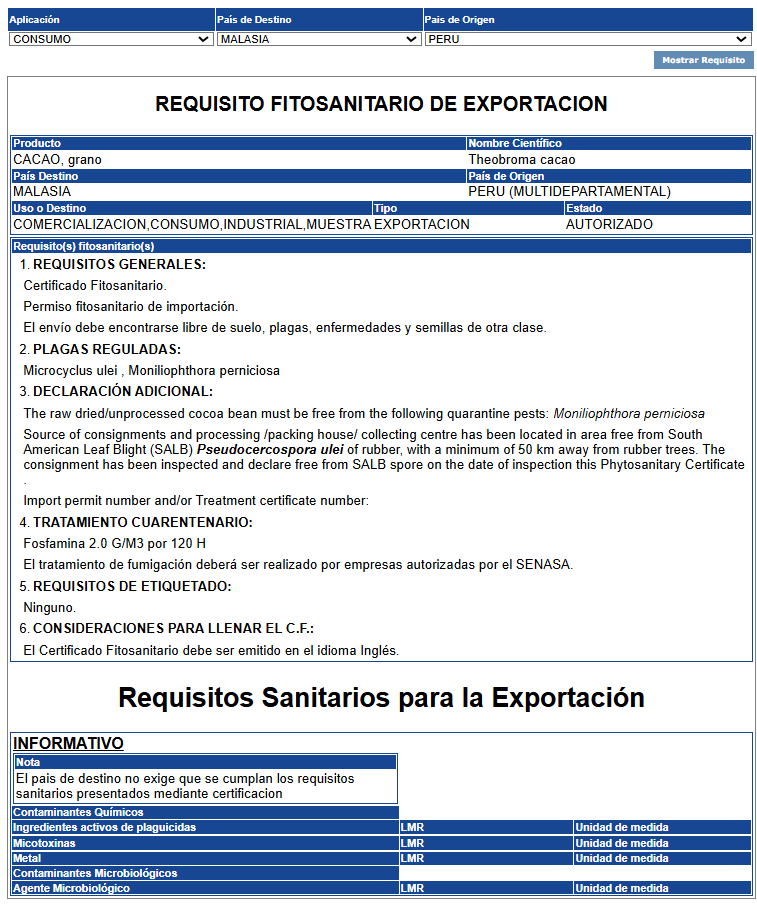 Aplicación País de Destino Pais de Origen
CONSUMO MALASIA PERU
Mostrar Requisito
REQUISITO FITOSANITARIO DE EXPORTACION
Producto Nombre Científico
CACAO, grano Theobroma cacao
País Destino País de Origen
MALASIA PERU (MULTIDEPARTAMENTAL)
Uso o Destino Tipo Estado
COMERCIALIZACION,CONSUMO,INDUSTRIAL,MUESTRA EXPORTACION AUTORIZADO
Requisito(s) fitosanitario(s)
1. REQUISITOS GENERALES:
Certificado Fitosanitario.
Permiso fitosanitario de importación.
El envío debe encontrarse libre de suelo, plagas, enfermedades y semillas de otra clase.
2. PLAGAS REGULADAS:
Microcyclus ulei , Moniliophthora perniciosa
3. DECLARACIÓN ADICIONAL:
The raw dried/unprocessed cocoa bean must be free from the following quarantine pests: Moniliophthora perniciosa
Source of consignments and processing /packing house/ collecting centre has been located in area free from South
American Leaf Blight (SALB) Pseudocercospora ulei of rubber, with a minimum of 50 km away from rubber trees. The
consignment has been inspected and declare free from SALB spore on the date of inspection this Phytosanitary Certificate
.
Import permit number and/or Treatment certificate number:
4. TRATAMIENTO CUARENTENARIO:
Fosfamina 2.0 G/M3 por 120 H
El tratamiento de fumigación deberá ser realizado por empresas autorizadas por el SENASA.
5. REQUISITOS DE ETIQUETADO:
Ninguno.
6. CONSIDERACIONES PARA LLENAR EL C.F.:
El Certificado Fitosanitario debe ser emitido en el idioma Inglés.
Requisitos Sanitarios para la Exportación
INFORMATIVO
Nota
El pais de destino no exige que se cumplan los requisitos
sanitarios presentados mediante certificacion
Contaminantes Químicos
Ingredientes activos de plaguicidas LMR Unidad de medida
Micotoxinas LMR Unidad de medida
Metal LMR Unidad de medida
Contaminantes Microbiológicos
Agente Microbiológico LMR Unidad de medida